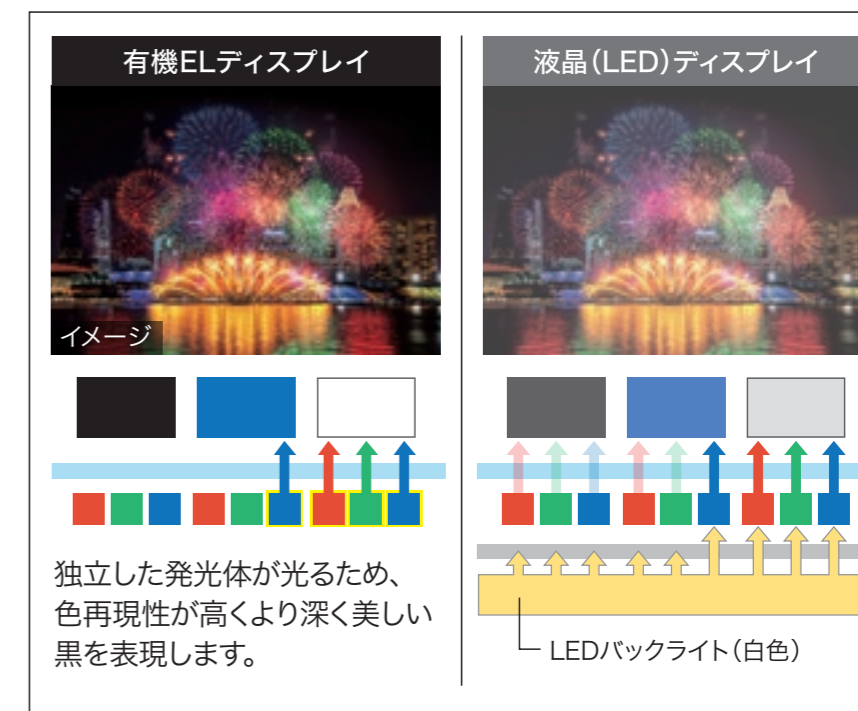 有機ELディスプレイ
イメージ
独立した発光体が光るため、
色再現性が高くより深く美しい
黒を表現します。
液晶（LED）ディスプレイ
LEDバックライト（白色）